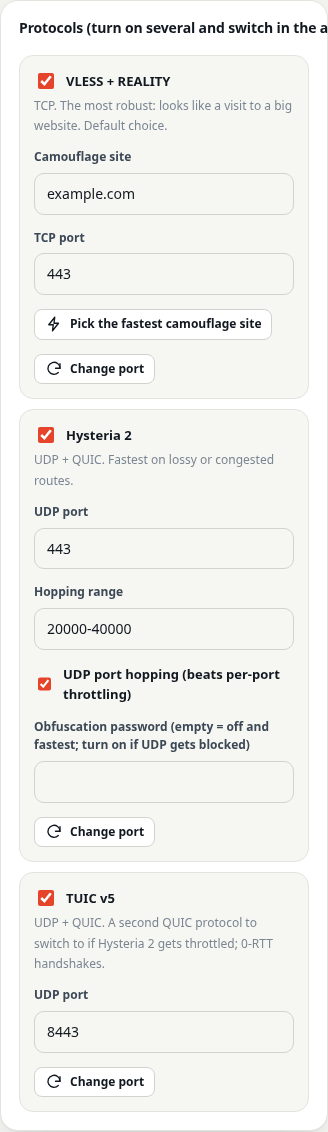 Protocols (turn on several and switch in the a
VLESS + REALITY
TCP. The most robust: looks like a visit to a big
website. Default choice.
Camouflage site
example.com
TCP port
443
Pick the fastest camouflage site
Change port
Hysteria 2
UDP + QUIC. Fastest on lossy or congested
routes.
UDP port
443
Hopping range
20000-40000
UDP port hopping (beats per-port
throttling)
Obfuscation password (empty = off and
fastest; turn on if UDP gets blocked)
Change port
TUIC v5
UDP + QUIC. A second QUIC protocol to
switch to if Hysteria 2 gets throttled; 0-RTT
handshakes.
UDP port
8443
Change port